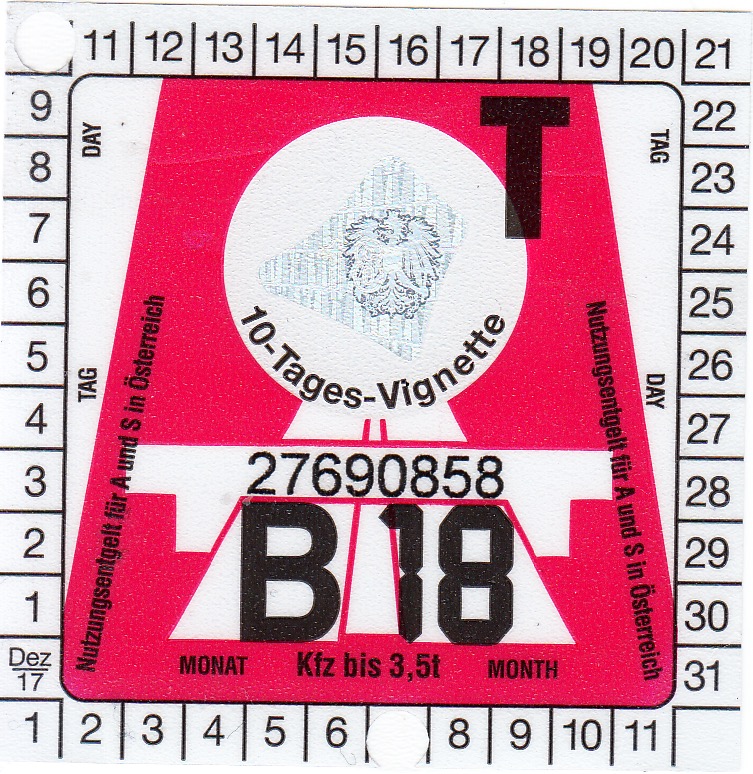 11 12 13 14 15 16 17 18 19 20 21
9 22
8 23
7 24
6 25
5 26
4 27
3 28
2 29
1 30
Dez 17 31
1 2 3 4 5 6 8 9 10 11
DAY
TAG
T
10-Tages-Vignette
TAG
DAY
Nutzungsentgelt für A und S in Österreich
Nutzungsentgelt für A und S in Österreich
27690858
B 18
MONAT Kfz bis 3,5t MONTH